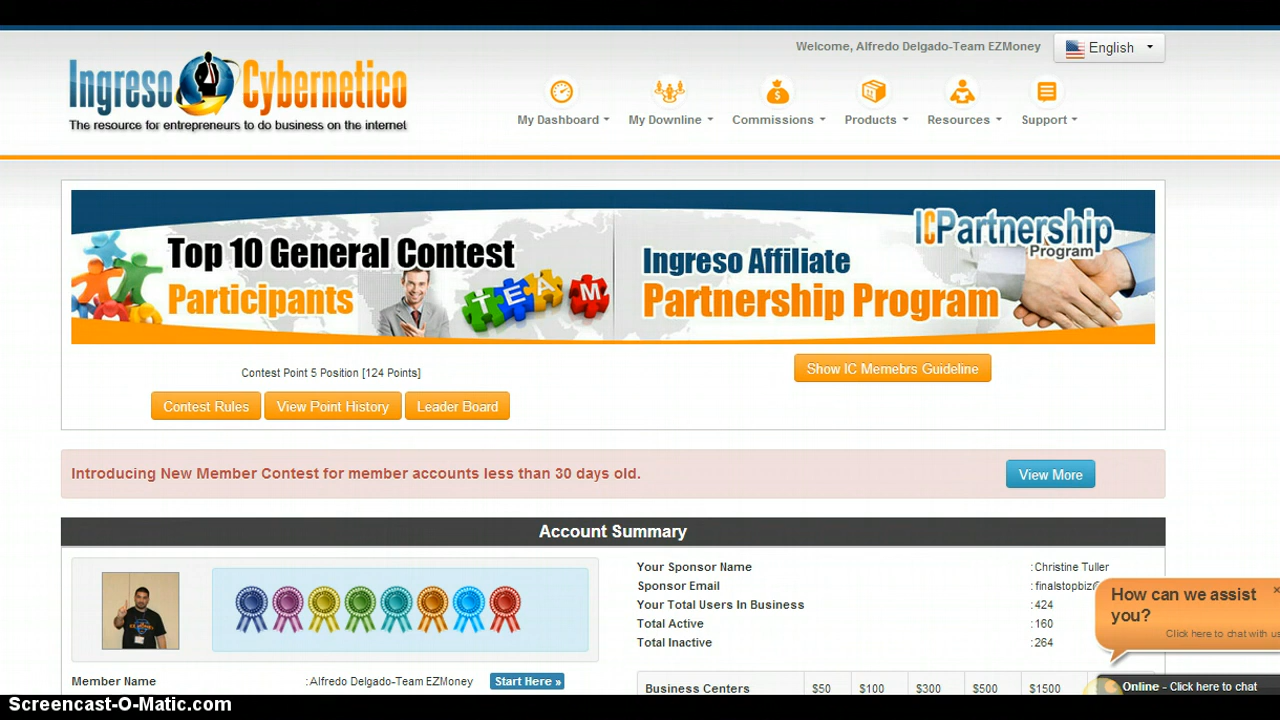 Welcome, Alfredo Delgado-Team EZMoney
English
Ingreso Cybernetico
The resource for entrepreneurs to do business on the internet
My Dashboard
My Downline
Commissions
Products
Resources
Support
Top 10 General Contest
Participants
TEAM
ICPartnership
Program
Ingreso Affiliate
Partnership Program
Contest Point 5 Position [124 Points]
Show IC Memebrs Guideline
Contest Rules
View Point History
Leader Board
Introducing New Member Contest for member accounts less than 30 days old.
View More
Account Summary
Your Sponsor Name : Christine Tuller
Sponsor Email : finalstopbiz@
Your Total Users In Business : 424
Total Active : 160
Total Inactive : 264
How can we assist
you?
Click here to chat with us
Member Name : Alfredo Delgado-Team EZMoney Start Here »
Business Centers $50 $100 $300 $500 $1500
Online - Click here to chat
Screencast-O-Matic.com